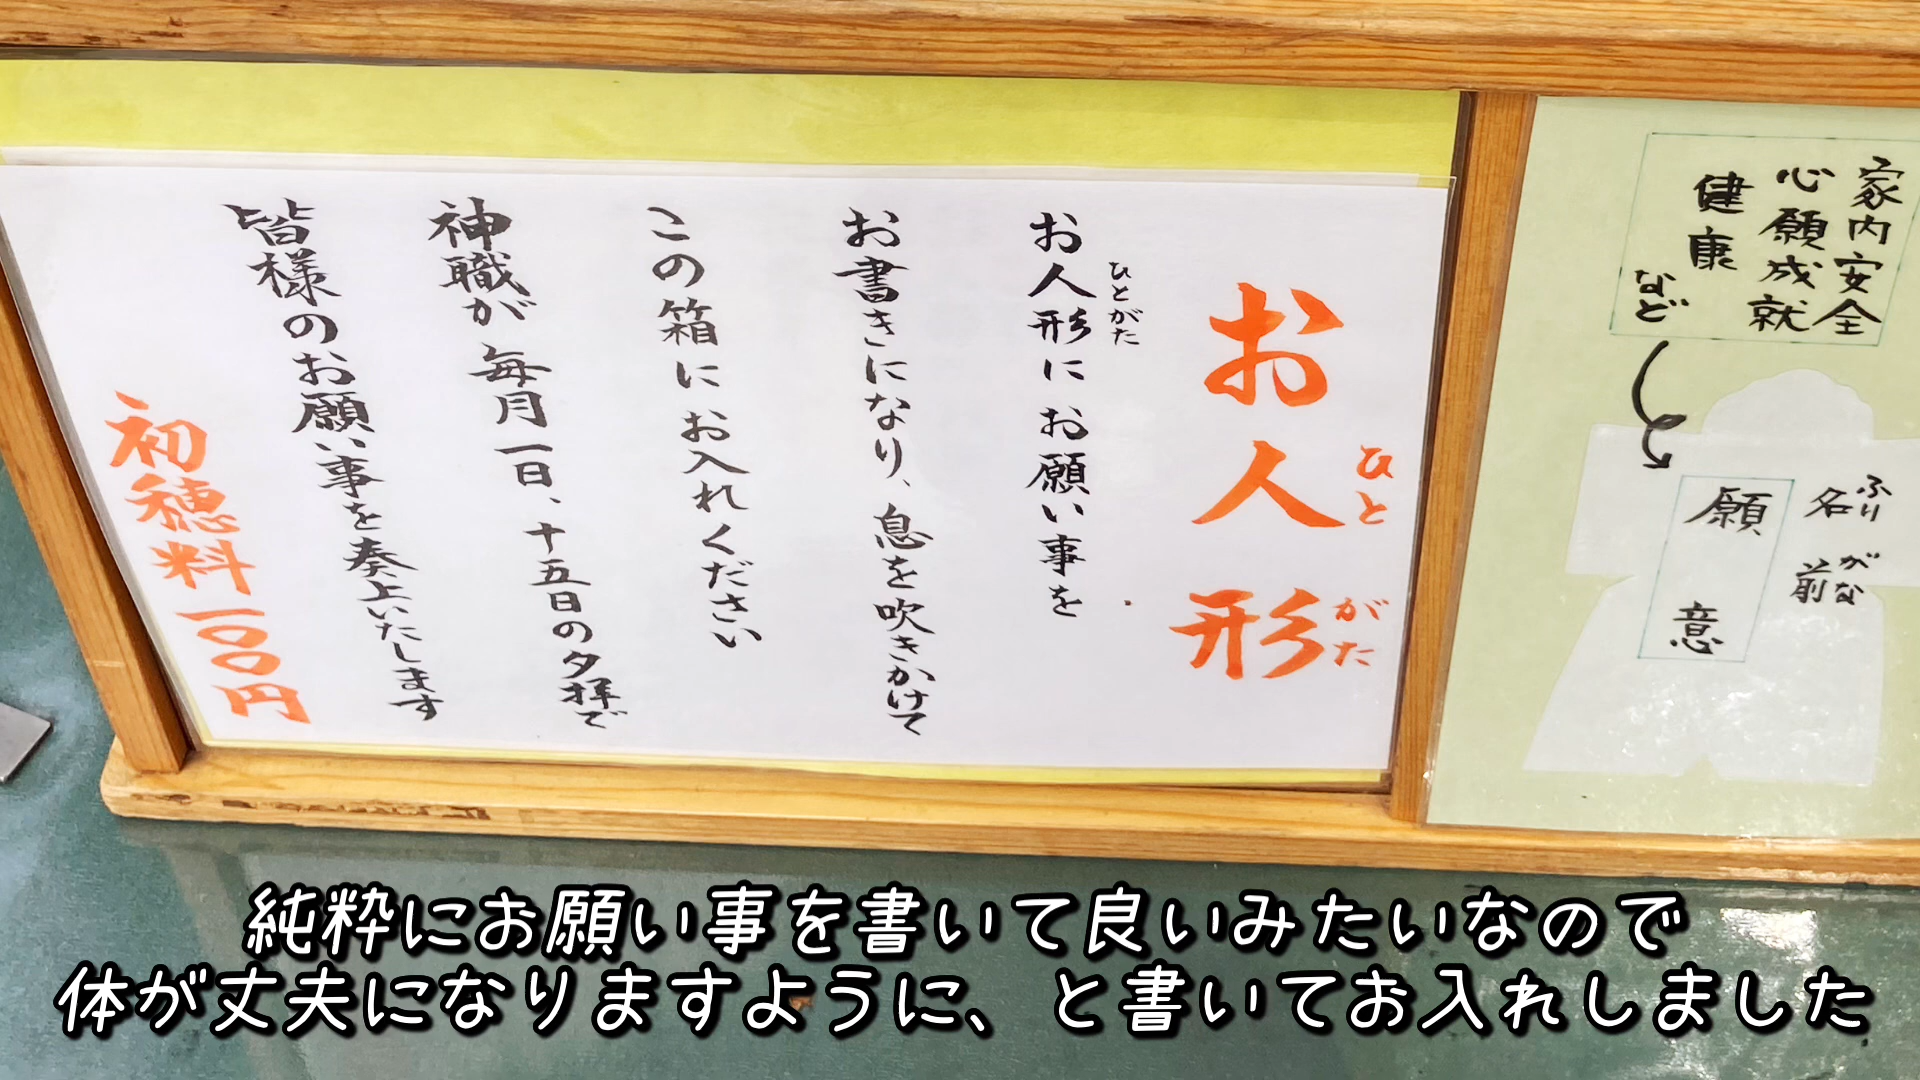 お人形
ひとがた
お人形にお願い事を
ひとがた
お書きになり、息を吹きかけて
この箱にお入れください
神職が毎月一日、十五日の夕拝で
皆様のお願い事を奏上いたします
初穂料一〇〇円
家内安全
心願成就
健康
など
ふりがな
名前
願意
純粋にお願い事を書いて良いみたいなので
体が丈夫になりますように、と書いてお入れしました